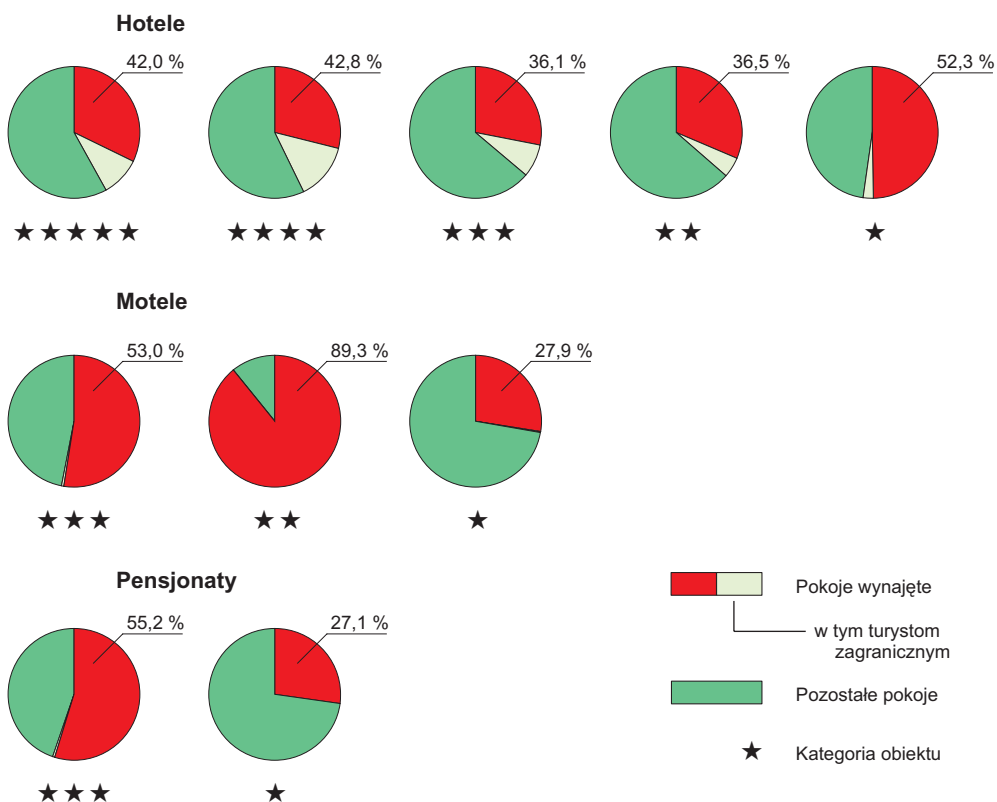 Hotele
42,0 %
42,8 %
36,1 %
36,5 %
52,3 %
★★★★★
★★★★
★★★
★★
★
Motele
53,0 %
89,3 %
27,9 %
★★★
★★
★
Pensjonaty
55,2 %
27,1 %
★★★
★
Pokoje wynajęte
w tym turystom
zagranicznym
Pozostałe pokoje
★ Kategoria obiektu